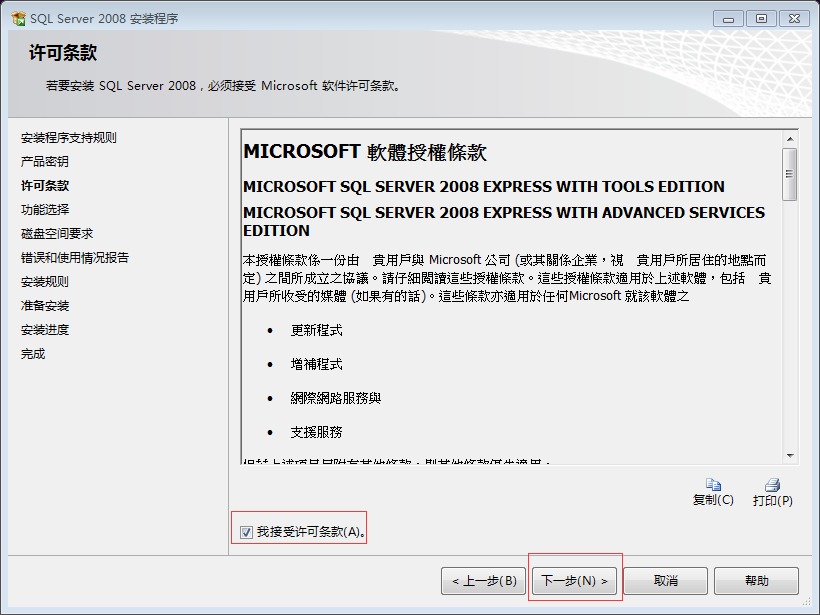 SQL Server 2008 安装程序
许可条款
若要安装 SQL Server 2008，必须接受 Microsoft 软件许可条款。
安装程序支持规则
产品密钥
许可条款
功能选择
磁盘空间要求
错误和使用情况报告
安装规则
准备安装
安装进度
完成
MICROSOFT 軟體授權條款
MICROSOFT SQL SERVER 2008 EXPRESS WITH TOOLS EDITION
MICROSOFT SQL SERVER 2008 EXPRESS WITH ADVANCED SERVICES
EDITION
本授權條款係一份由　貴用戶與 Microsoft 公司 (或其關係企業，視　貴用戶所居住的地點而
定) 之間所成立之協議。請仔細閱讀這些授權條款。這些授權條款適用於上述軟體，包括　貴
用戶所收受的媒體 (如果有的話)。這些條款亦適用於任何Microsoft 就該軟體之
• 更新程式
• 增補程式
• 網際網路服務與
• 支援服務
复制(C)
打印(P)
我接受许可条款(A)。
< 上一步(B)
下一步(N) >
取消
帮助